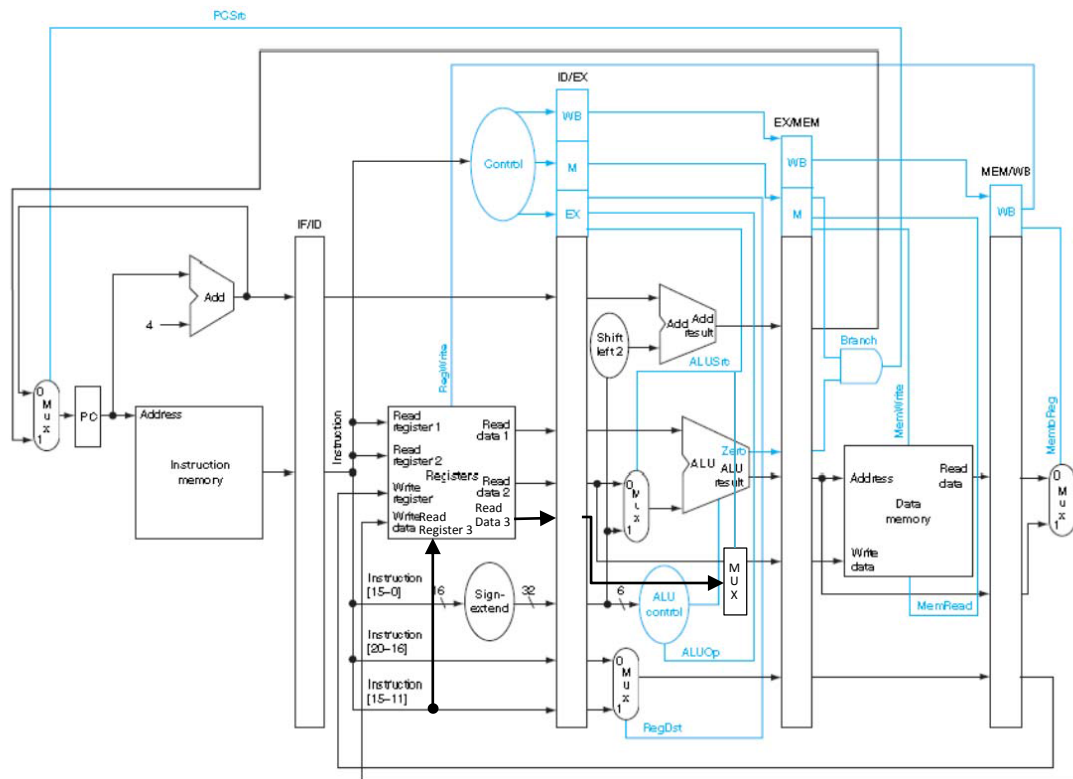 PCSrc
ID/EX
WB
EX/MEM
Control
M
WB
MEM/WB
EX
M
WB
IF/ID
Add
4
Shift
left 2
Add
Add
result
Branch
RegWrite
ALUSrc
MemWrite
MemtoReg
0
M
u
x
1
PC
Address
Instruction
memory
Instruction
Read
register 1
Read
register 2
Registers
Write
register
Write
data
Read
data 1
Read
data 2
Read
Register 3
Read
Data 3
0
M
u
x
1
Zero
ALU
ALU
result
Address
Read
data
Data
memory
Write
data
0
M
u
x
1
M
U
X
Instruction
[15–0]
16
Sign-
extend
32
6
ALU
control
MemRead
Instruction
[20–16]
ALUOp
Instruction
[15–11]
0
M
u
x
1
RegDst